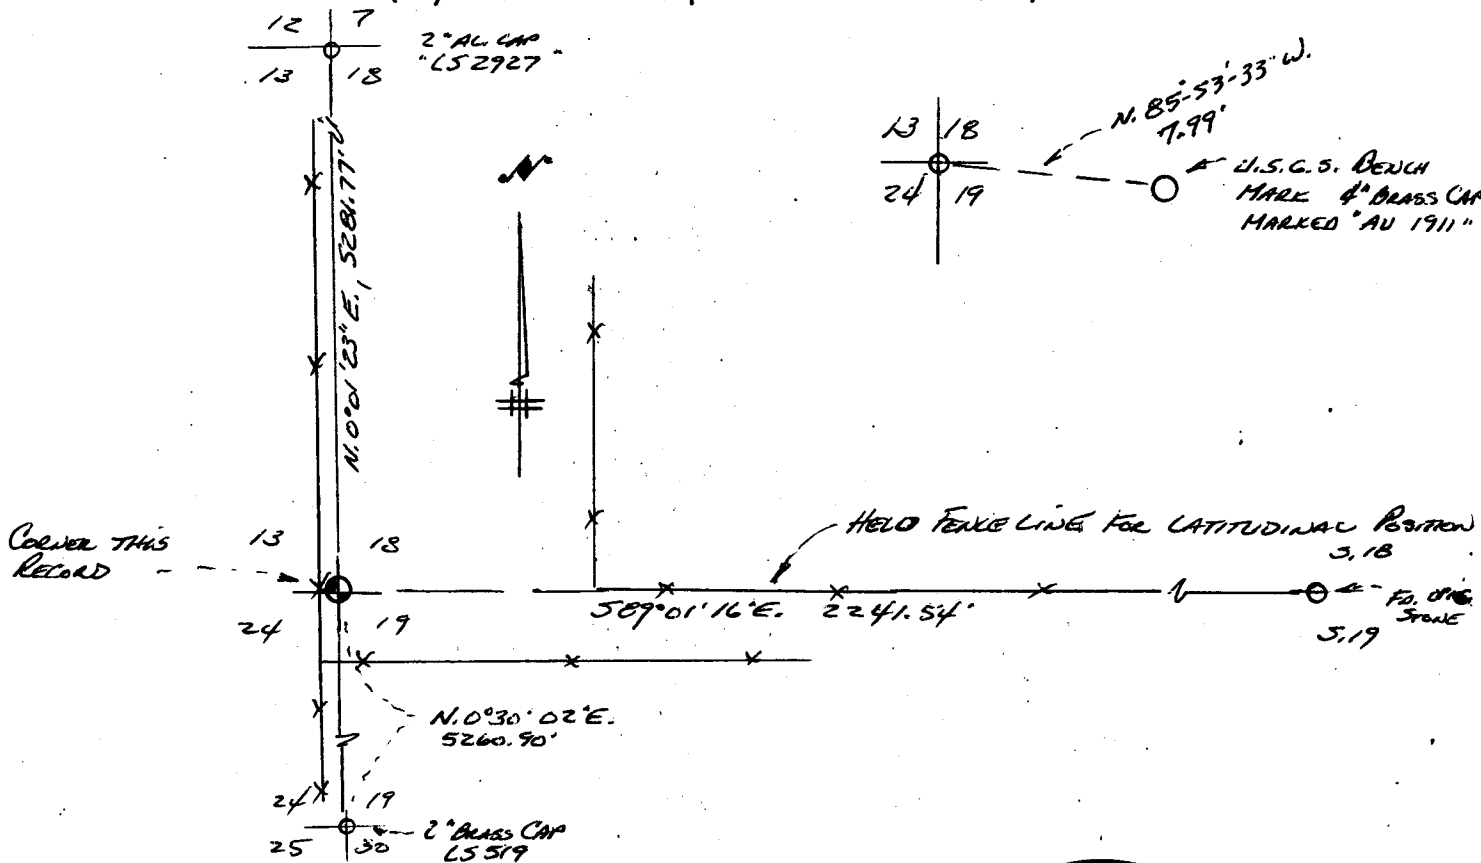 12 7
13 18
2" AL. CAP
"LS 2927"
N. 0°01'23" E., 5281.77'
N
13 18
24 19
N. 85-53'-33" W.
7.99'
U.S.G.S. BENCH
MARK 4" BRASS CAP
MARKED "AU 1911"
CORNER THIS
RECORD
13 18
24 19
HELD FENCE LINE FOR LATITUDINAL POSITION
S89°01'16"E. 2241.54'
S.18
FD. ORIG.
STONE
S.19
N.0°30'02"E.
5260.90'
24 19
25 30
2" BRASS CAP
LS 519